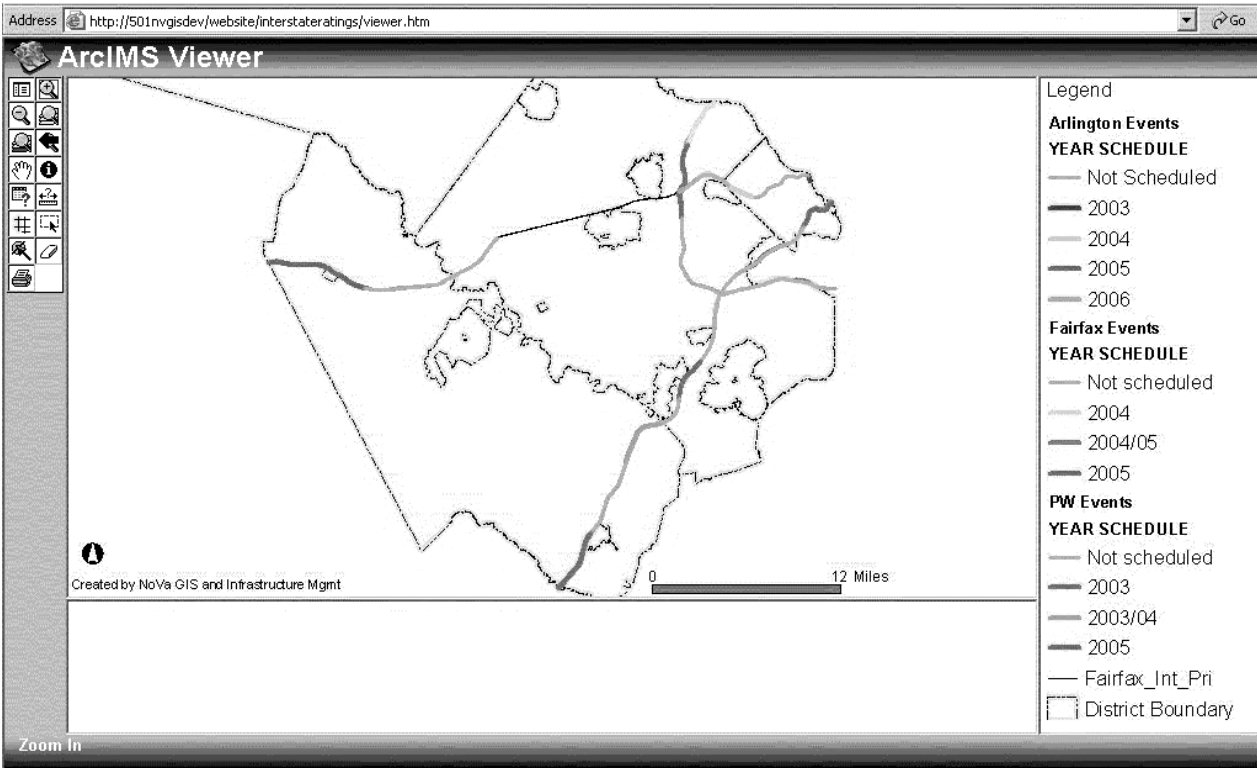 Address http://501nvgisdev/website/interstateratings/viewer.htm Go
ArcIMS Viewer
Legend
Arlington Events
YEAR SCHEDULE
Not Scheduled
2003
2004
2005
2006
Fairfax Events
YEAR SCHEDULE
Not scheduled
2004
2004/05
2005
PW Events
YEAR SCHEDULE
Not scheduled
2003
2003/04
2005
Fairfax_Int_Pri
District Boundary
Created by NoVa GIS and Infrastructure Mgmt
0 12 Miles
Zoom In